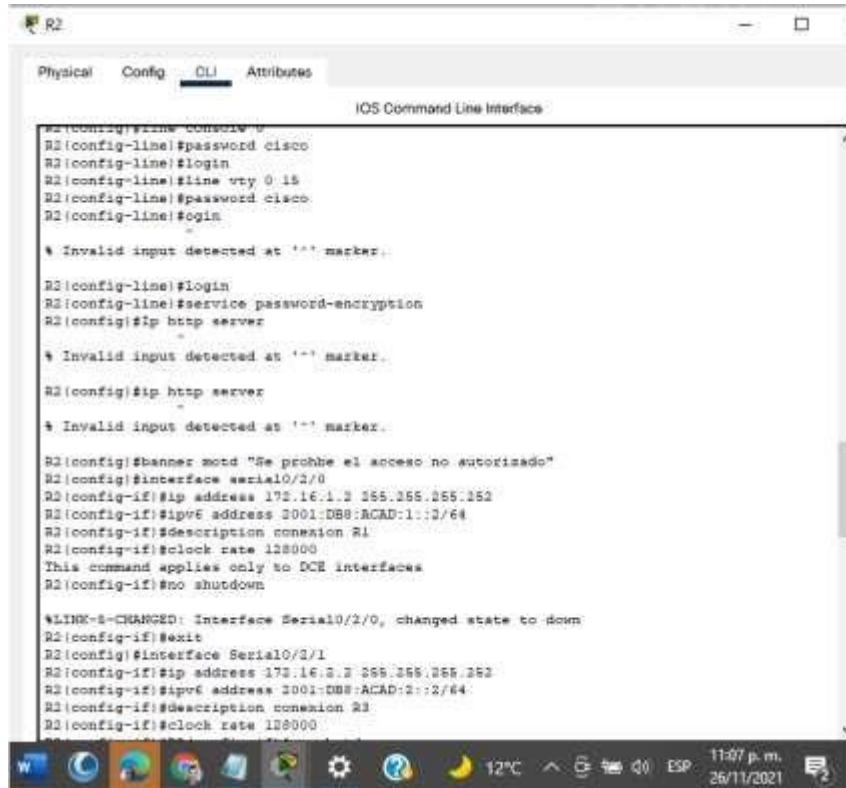 R2
Physical Config CLI Attributes
IOS Command Line Interface
R2(config)#line console 0
R2(config-line)#password cisco
R2(config-line)#login
R2(config-line)#line vty 0 15
R2(config-line)#password cisco
R2(config-line)#ogin
^
% Invalid input detected at '^' marker.
R2(config-line)#login
R2(config-line)#service password-encryption
R2(config)#Ip http server
^
% Invalid input detected at '^' marker.
R2(config)#ip http server
^
% Invalid input detected at '^' marker.
R2(config)#banner motd "Se prohbe el acceso no autorizado"
R2(config)#interface serial0/2/0
R2(config-if)#ip address 172.16.1.2 255.255.255.252
R2(config-if)#ipv6 address 2001:DB8:ACAD:1::2/64
R2(config-if)#description conexion R1
R2(config-if)#clock rate 128000
This command applies only to DCE interfaces
R2(config-if)#no shutdown
%LINK-5-CHANGED: Interface Serial0/2/0, changed state to down
R2(config-if)#exit
R2(config)#interface Serial0/2/1
R2(config-if)#ip address 172.16.2.2 255.255.255.252
R2(config-if)#ipv6 address 2001:DB8:ACAD:2::2/64
R2(config-if)#description conexion R3
R2(config-if)#clock rate 128000
12°C ESP 11:07 p. m.
26/11/2021